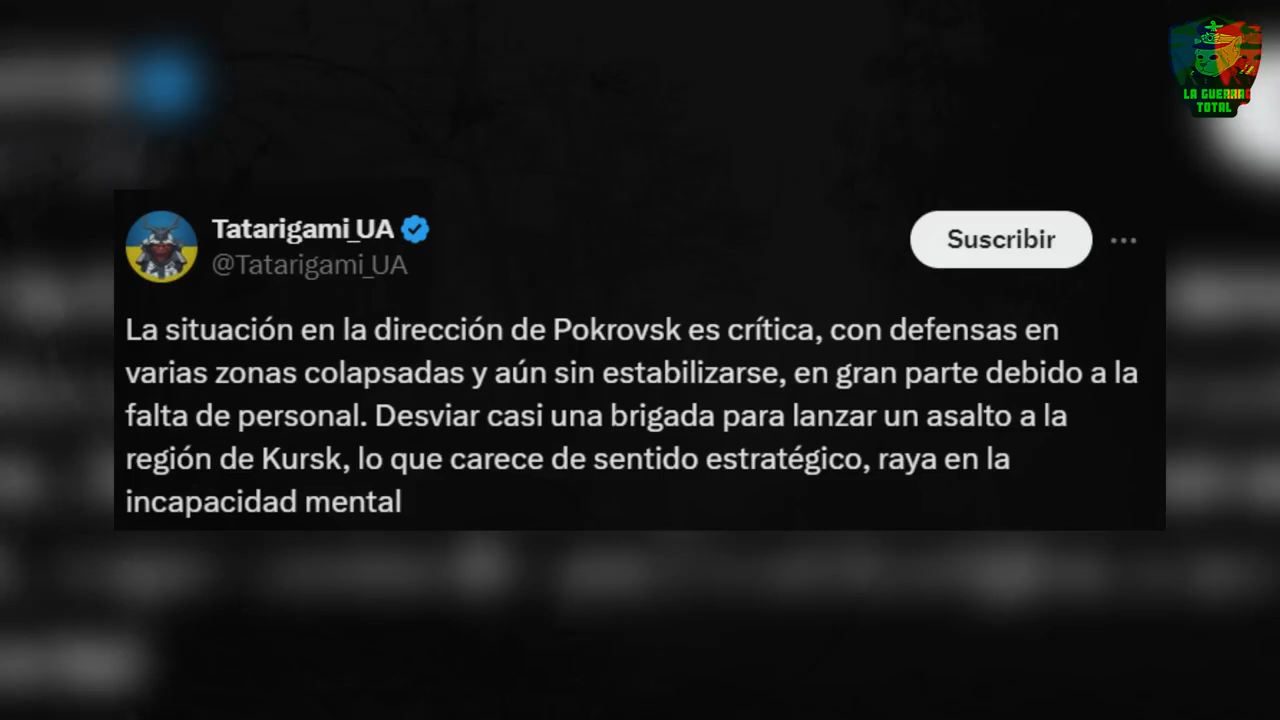 LA GUERRA
TOTAL
Tatarigami_UA
@Tatarigami_UA
Suscribir
La situación en la dirección de Pokrovsk es crítica, con defensas en
varias zonas colapsadas y aún sin estabilizarse, en gran parte debido a la
falta de personal. Desviar casi una brigada para lanzar un asalto a la
región de Kursk, lo que carece de sentido estratégico, raya en la
incapacidad mental